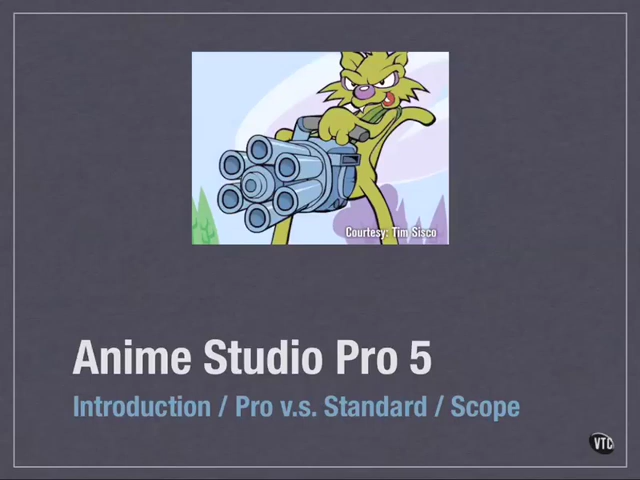 Courtesy: Tim Sisco
Anime Studio Pro 5
Introduction / Pro v.s. Standard / Scope
VTC